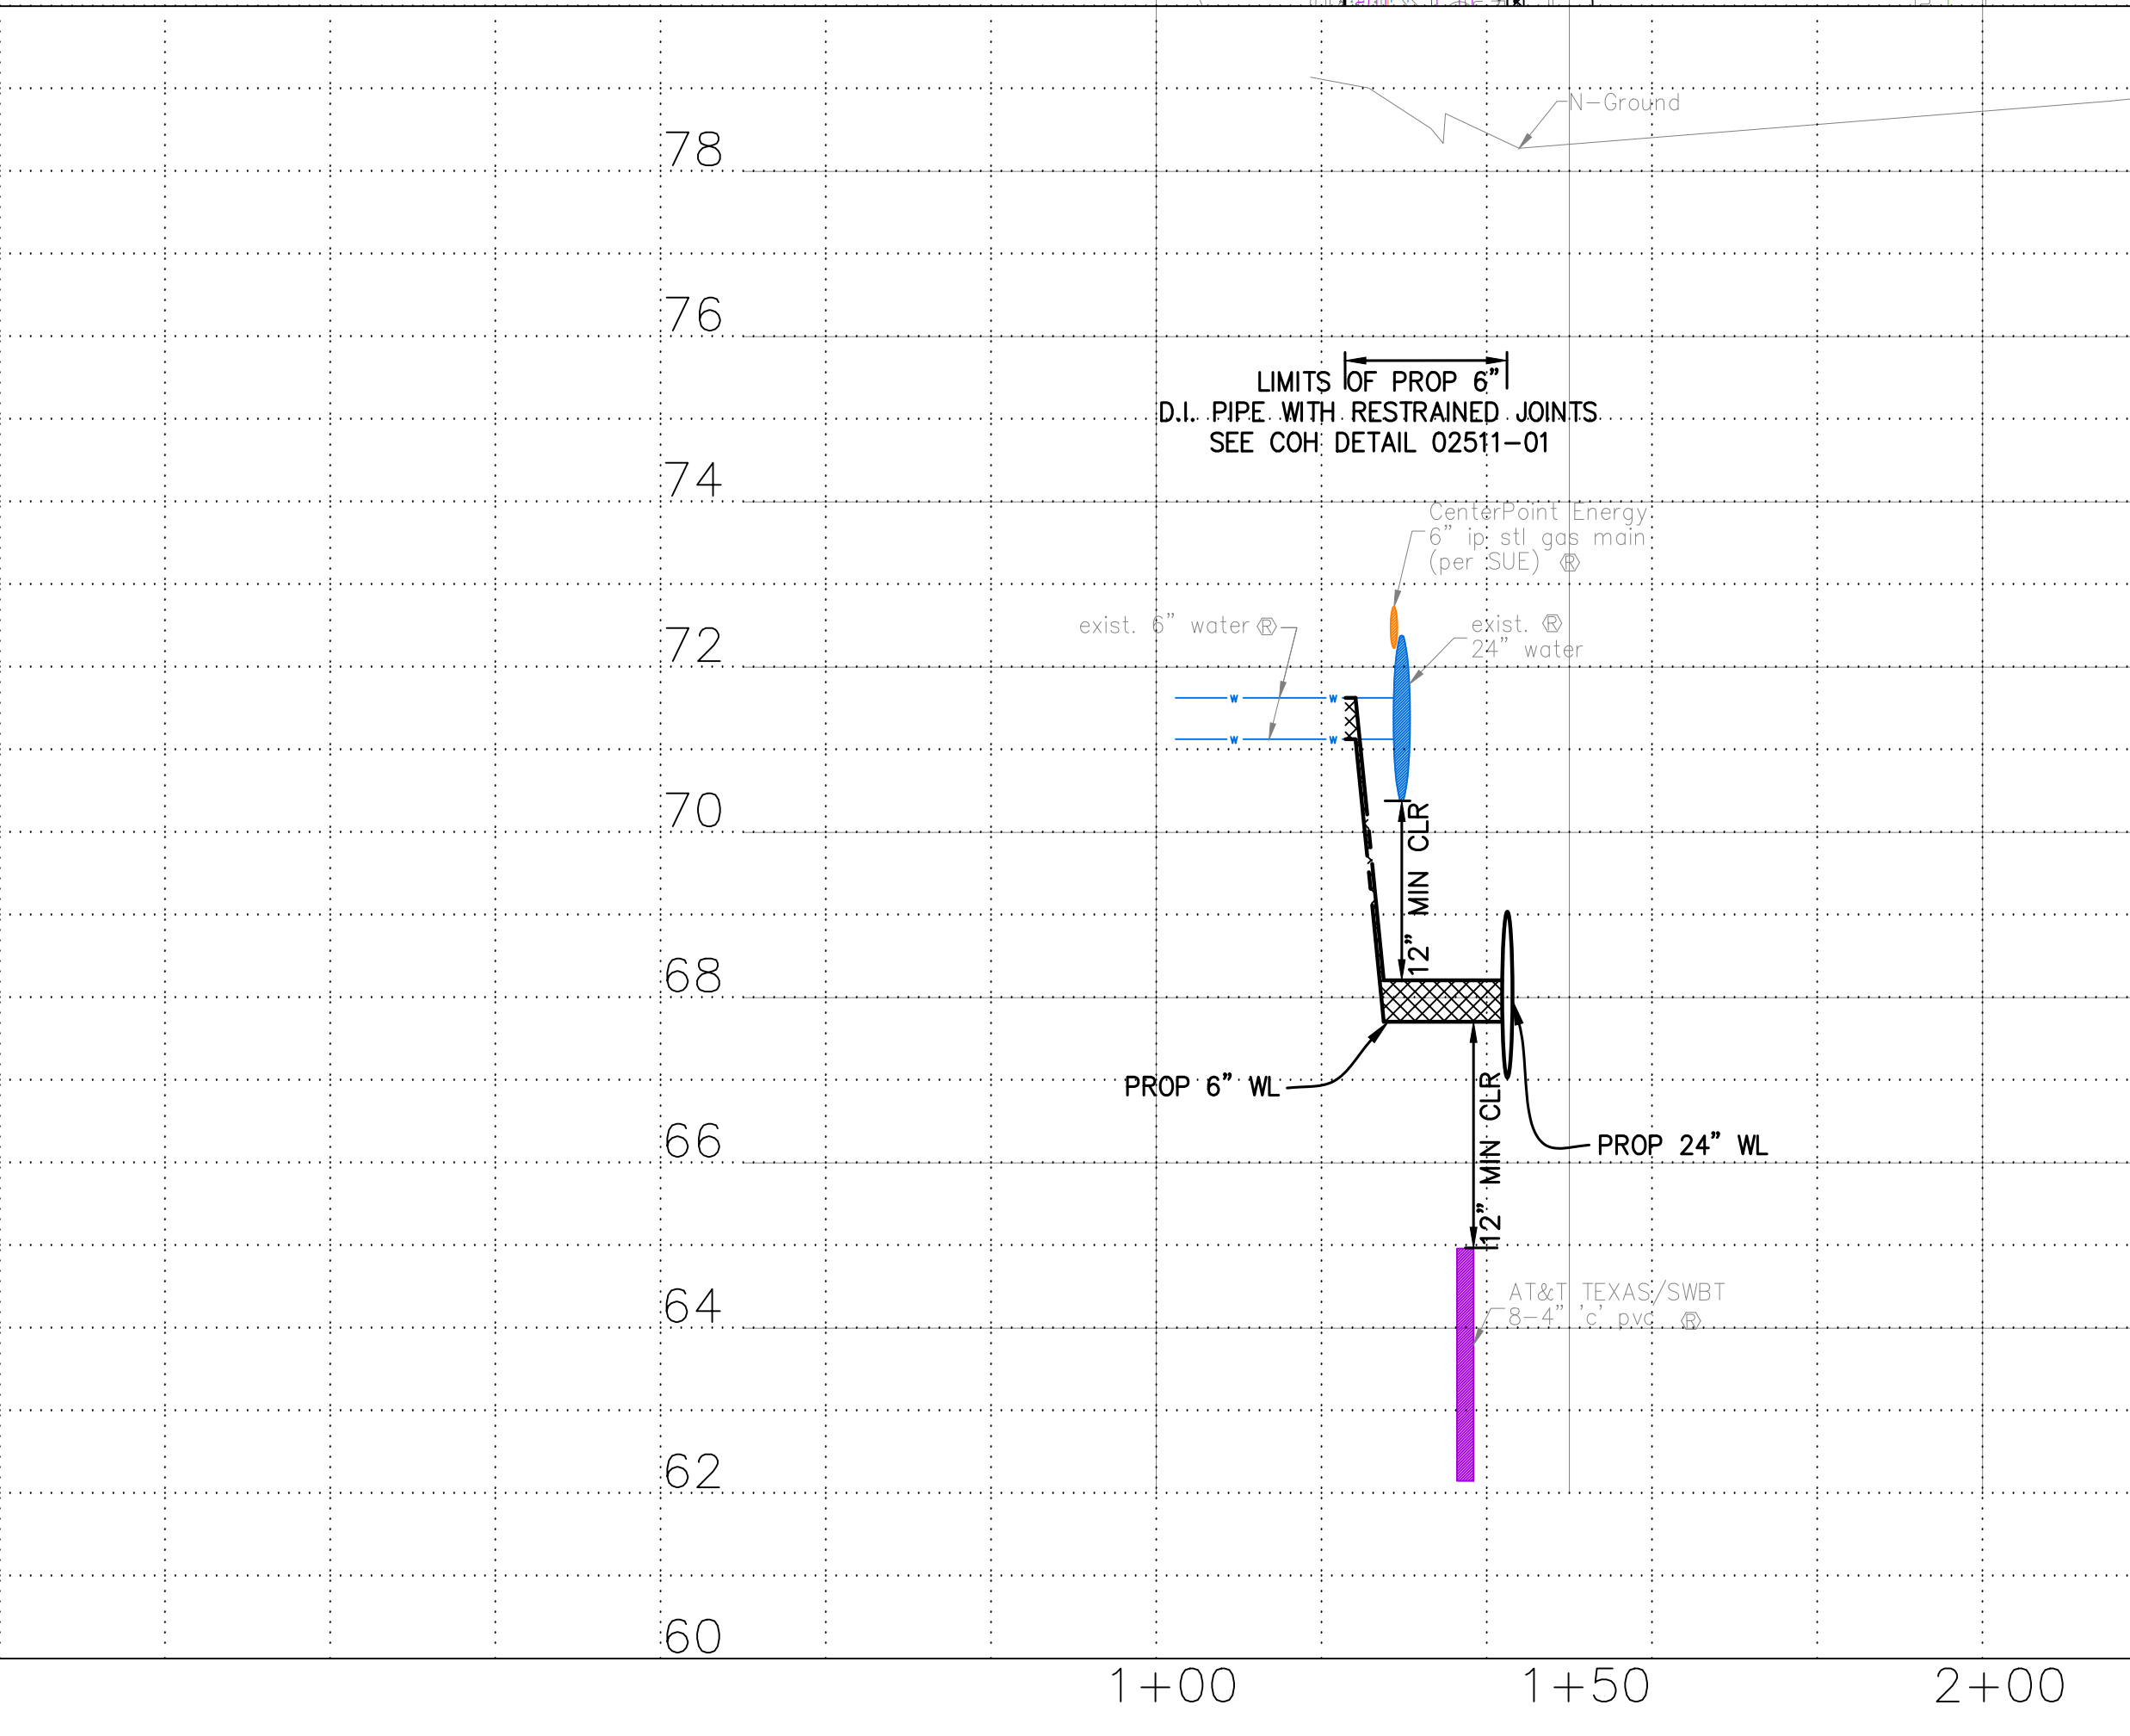 N-Ground
78
76
LIMITS OF PROP 6"
D.I. PIPE WITH RESTRAINED JOINTS
SEE COH DETAIL 02511-01
74
CenterPoint Energy
6" ip stl gas main
(per SUE) R
exist. 6" water R
exist. R
24" water
72
W W
W W
70
12" MIN CLR
68
PROP 6" WL
12" MIN CLR
66
PROP 24" WL
64
AT&T TEXAS/SWBT
8-4" 'c' pvc R
62
60
1+00 1+50 2+00